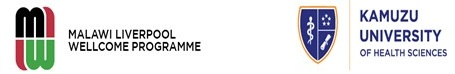 MALAWI LIVERPOOL
WELLCOME PROGRAMME
KAMUZU
UNIVERSITY
OF HEALTH SCIENCES